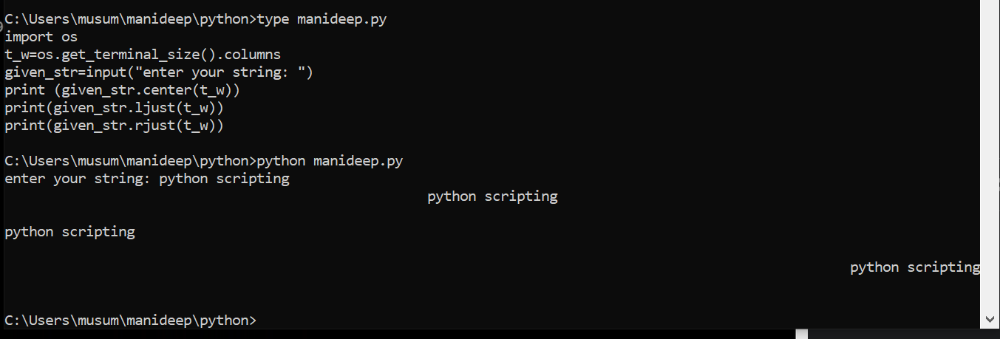 C:\Users\musum\manideep\python>type manideep.py
import os
t_w=os.get_terminal_size().columns
given_str=input("enter your string: ")
print (given_str.center(t_w))
print(given_str.ljust(t_w))
print(given_str.rjust(t_w))
C:\Users\musum\manideep\python>python manideep.py
enter your string: python scripting
python scripting
python scripting
python scripting
C:\Users\musum\manideep\python>